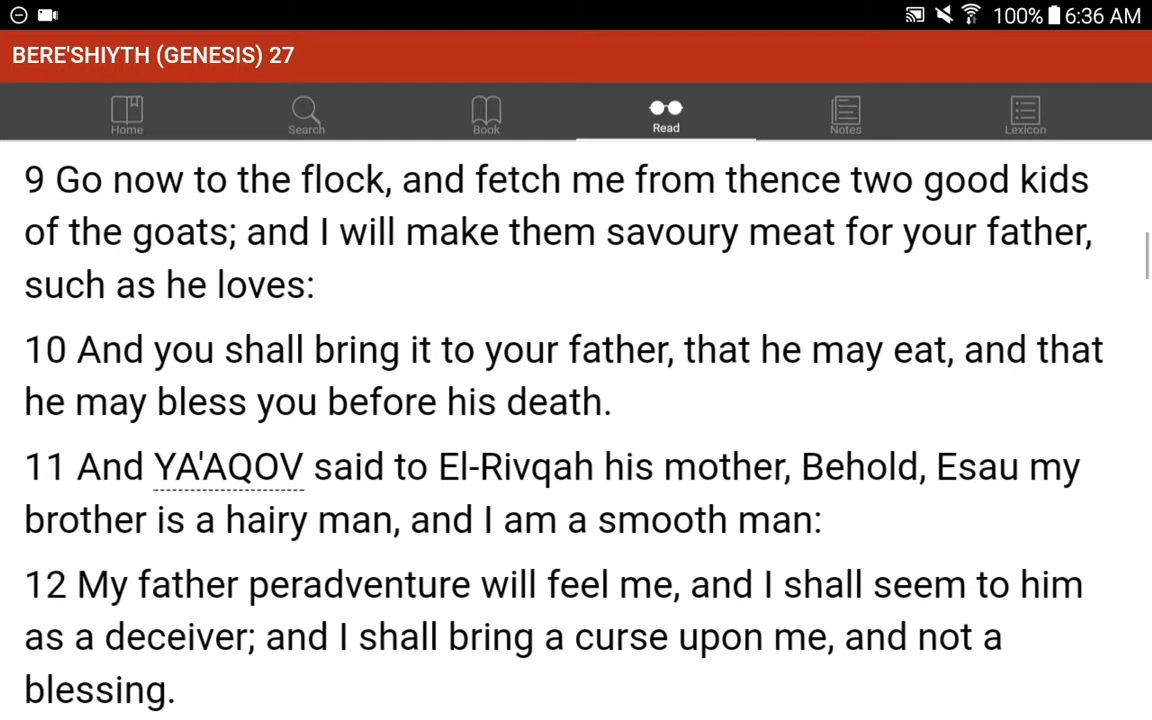 100% 6:36 AM
BERE'SHIYTH (GENESIS) 27
Home Search Book Read Notes Lexicon
9 Go now to the flock, and fetch me from thence two good kids
of the goats; and I will make them savoury meat for your father,
such as he loves:
10 And you shall bring it to your father, that he may eat, and that
he may bless you before his death.
11 And YA'AQOV said to El-Rivqah his mother, Behold, Esau my
brother is a hairy man, and I am a smooth man:
12 My father peradventure will feel me, and I shall seem to him
as a deceiver; and I shall bring a curse upon me, and not a
blessing.